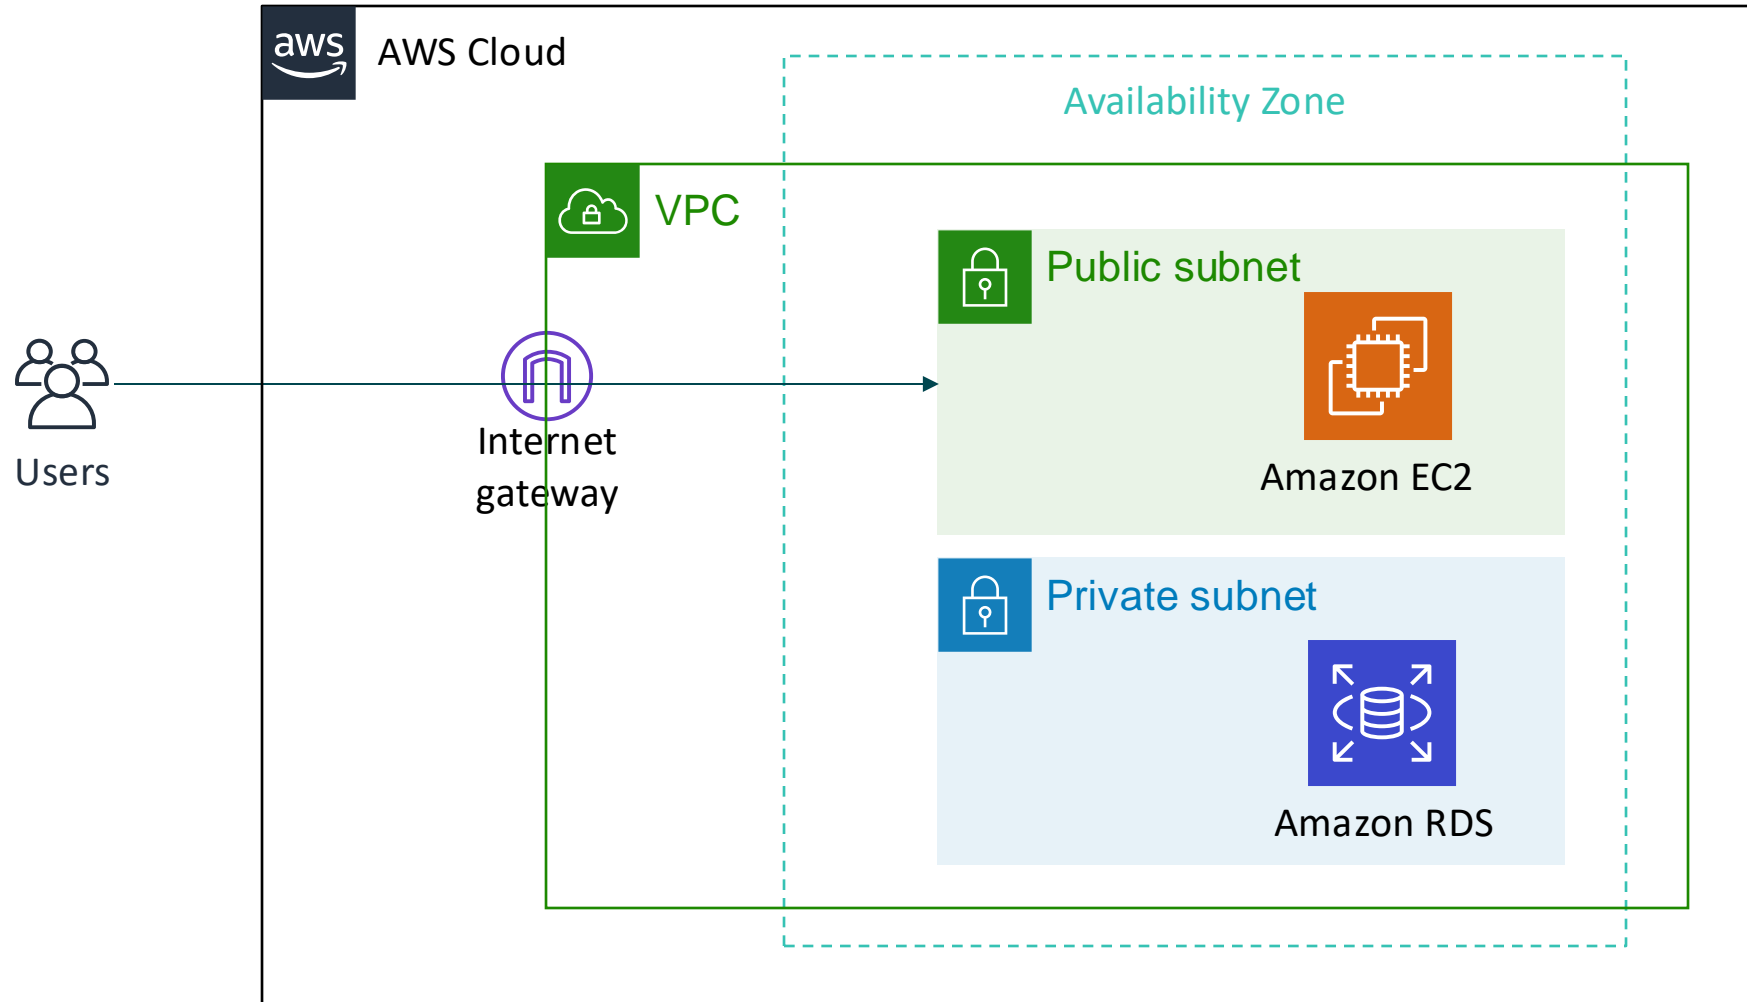 aws
AWS Cloud
Availability Zone
VPC
Public subnet
Amazon EC2
Internet
gateway
Users
Private subnet
Amazon RDS